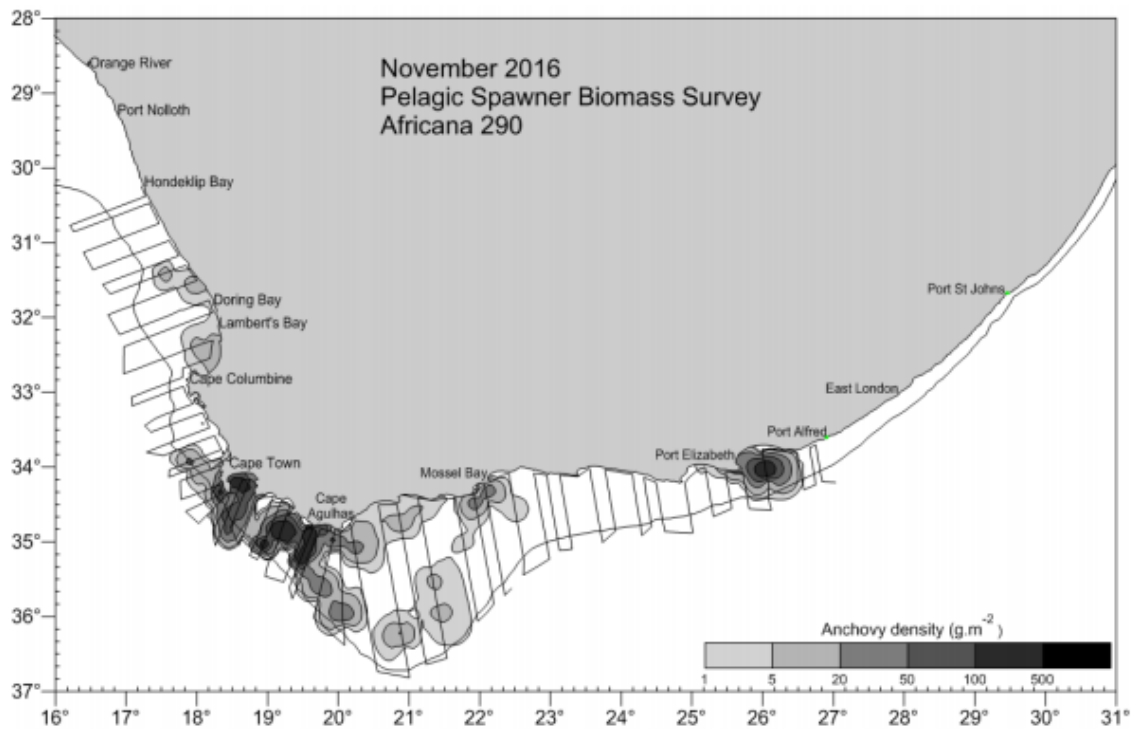 28°
29°
30°
31°
32°
33°
34°
35°
36°
37°
November 2016
Pelagic Spawner Biomass Survey
Africana 290
Orange River
Port Nolloth
Hondeklip Bay
Doring Bay
Lambert's Bay
Cape Columbine
Cape Town
Cape
Agulhas
Mossel Bay
Port Elizabeth
Port Alfred
East London
Port St Johns
Anchovy density (g.m-2)
1 5 20 50 100 500
16° 17° 18° 19° 20° 21° 22° 23° 24° 25° 26° 27° 28° 29° 30° 31°